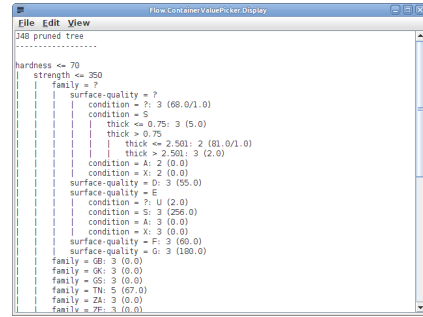 Flow.ContainerValuePicker.Display
File Edit View
J48 pruned tree
------------------
hardness <= 70
| strength <= 350
| | family = ?
| | | surface-quality = ?
| | | | condition = ?: 3 (68.0/1.0)
| | | | condition = S
| | | | | thick <= 0.75: 3 (5.0)
| | | | | thick > 0.75
| | | | | | thick <= 2.501: 2 (81.0/1.0)
| | | | | | thick > 2.501: 3 (2.0)
| | | | condition = A: 2 (0.0)
| | | | condition = X: 2 (0.0)
| | | surface-quality = D: 3 (55.0)
| | | surface-quality = E
| | | | condition = ?: U (2.0)
| | | | condition = S: 3 (256.0)
| | | | condition = A: 3 (0.0)
| | | | condition = X: 3 (0.0)
| | | surface-quality = F: 3 (60.0)
| | | surface-quality = G: 3 (180.0)
| | family = GB: 3 (0.0)
| | family = GK: 3 (0.0)
| | family = GS: 3 (0.0)
| | family = TN: 5 (67.0)
| | family = ZA: 3 (0.0)
| | family = ZF: 3 (0.0)